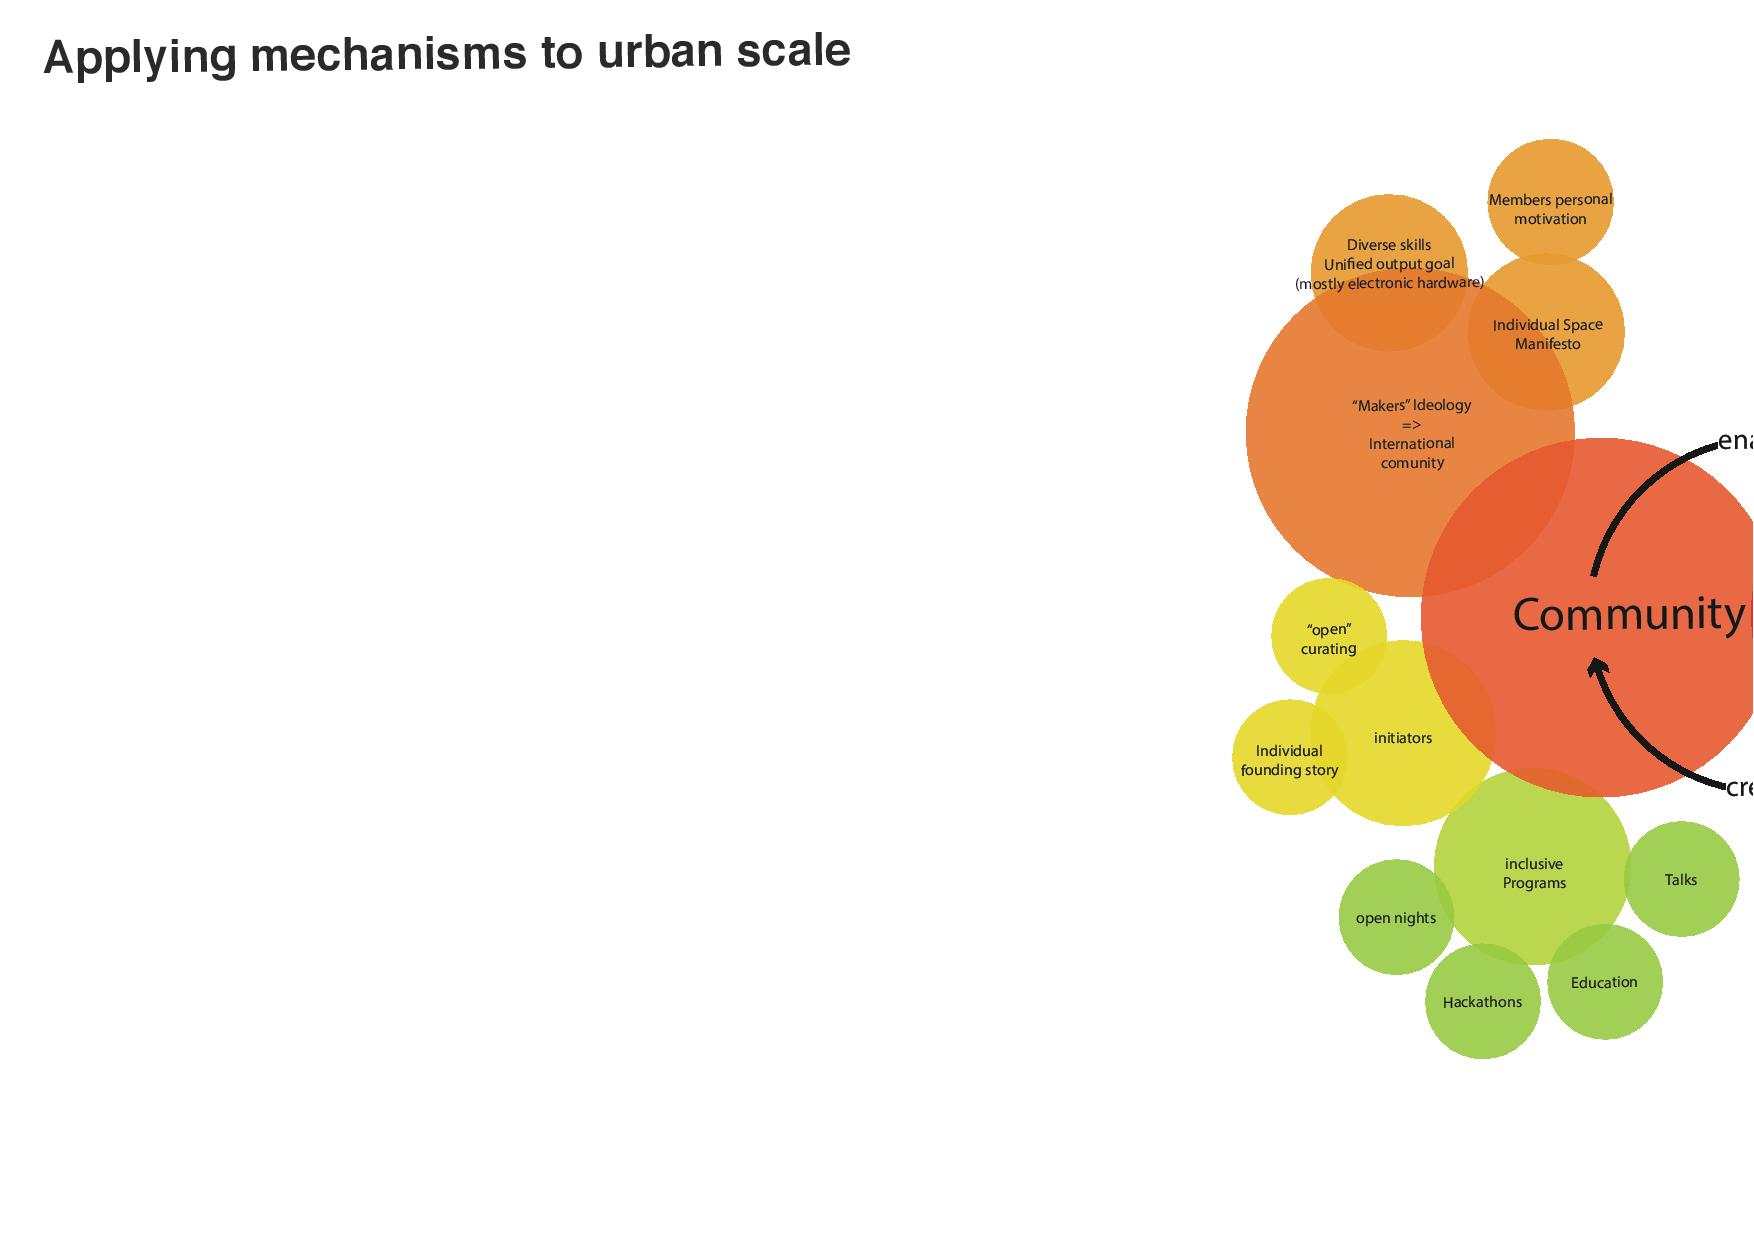 Applying mechanisms to urban scale
Members personal
motivation
Diverse skills
Unified output goal
(mostly electronic hardware)
Individual Space
Manifesto
“Makers” Ideology
=>
International
comunity
ena
Community
“open”
curating
initiators
Individual
founding story
cre
inclusive
Programs
Talks
open nights
Education
Hackathons